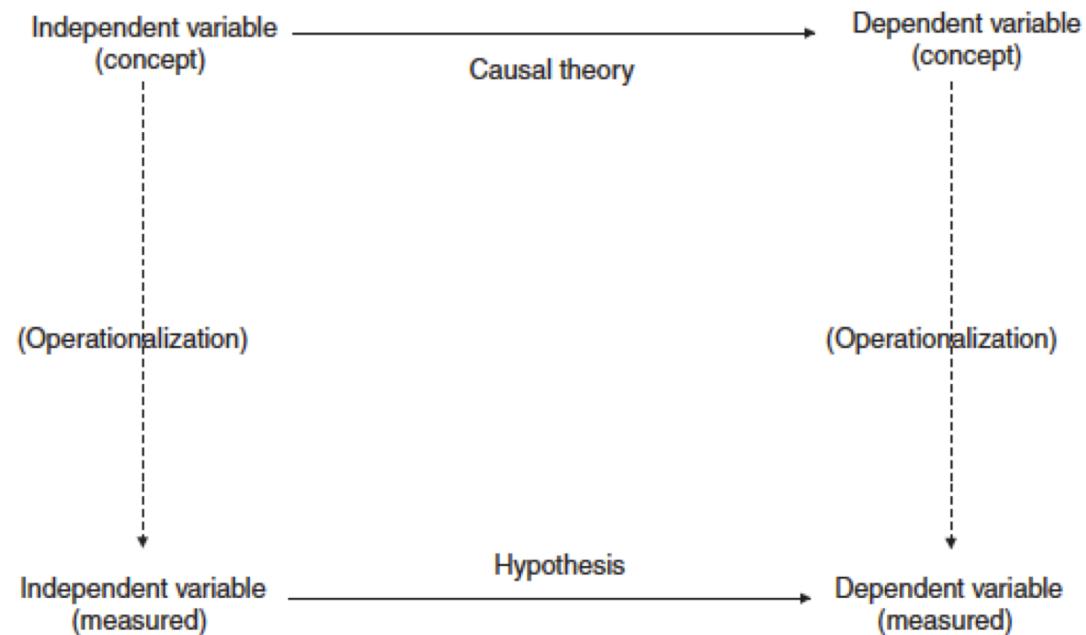 Independent variable
(concept)
Causal theory
Dependent variable
(concept)
(Operationalization)
(Operationalization)
Independent variable
(measured)
Hypothesis
Dependent variable
(measured)